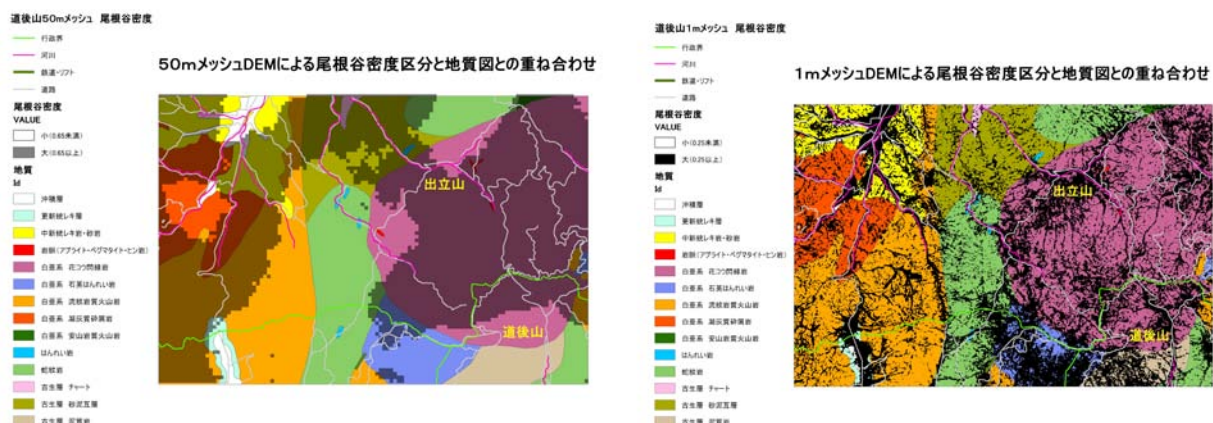 道後山50mメッシュ 尾根谷密度
行政界
河川
鉄道・リフト
道路
尾根谷密度
VALUE
小(0.65未満)
大(0.65以上)
地質
Id
沖積層
更新統レキ層
中新統レキ岩・砂岩
岩脈(アプライト・ペグマタイト・ヒン岩)
白亜系 花コウ閃緑岩
白亜系 石英はんれい岩
白亜系 流紋岩質火山岩
白亜系 凝灰質砕屑岩
白亜系 安山岩質火山岩
はんれい岩
蛇紋岩
古生層 チャート
古生層 砂泥互層
古生層 泥質岩
50mメッシュDEMによる尾根谷密度区分と地質図との重ね合わせ
出立山
道後山
道後山1mメッシュ 尾根谷密度
行政界
河川
鉄道・リフト
道路
尾根谷密度
VALUE
小(0.25未満)
大(0.25以上)
地質
Id
沖積層
更新統レキ層
中新統レキ岩・砂岩
岩脈(アプライト・ペグマタイト・ヒン岩)
白亜系 花コウ閃緑岩
白亜系 石英はんれい岩
白亜系 流紋岩質火山岩
白亜系 凝灰質砕屑岩
白亜系 安山岩質火山岩
はんれい岩
蛇紋岩
古生層 チャート
古生層 砂泥互層
古生層 泥質岩
1mメッシュDEMによる尾根谷密度区分と地質図との重ね合わせ
出立山
道後山